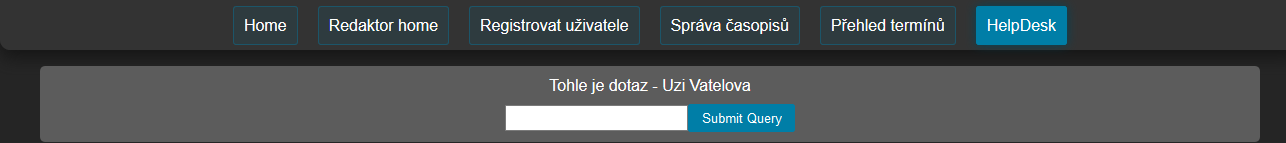 Home Redaktor home Registrovat uživatele Správa časopisů Přehled termínů HelpDesk
Tohle je dotaz - Uzi Vatelova
Submit Query